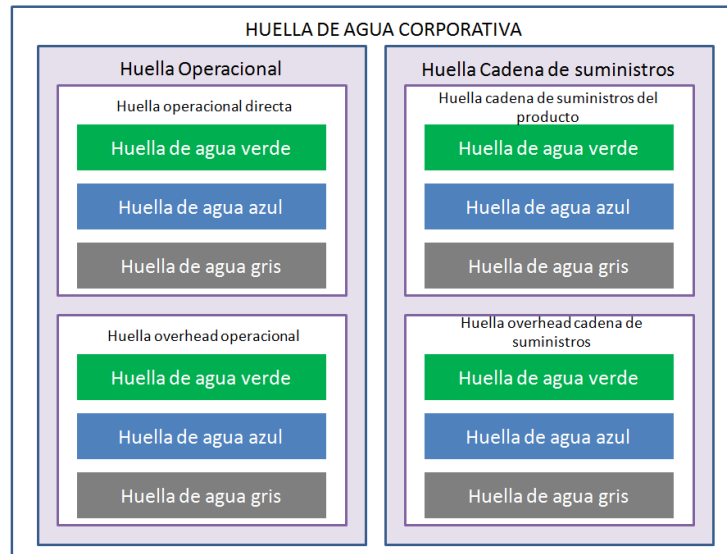 HUELLA DE AGUA CORPORATIVA
Huella Operacional
Huella operacional directa
Huella de agua verde
Huella de agua azul
Huella de agua gris
Huella overhead operacional
Huella de agua verde
Huella de agua azul
Huella de agua gris
Huella Cadena de suministros
Huella cadena de suministros del
producto
Huella de agua verde
Huella de agua azul
Huella de agua gris
Huella overhead cadena de
suministros
Huella de agua verde
Huella de agua azul
Huella de agua gris